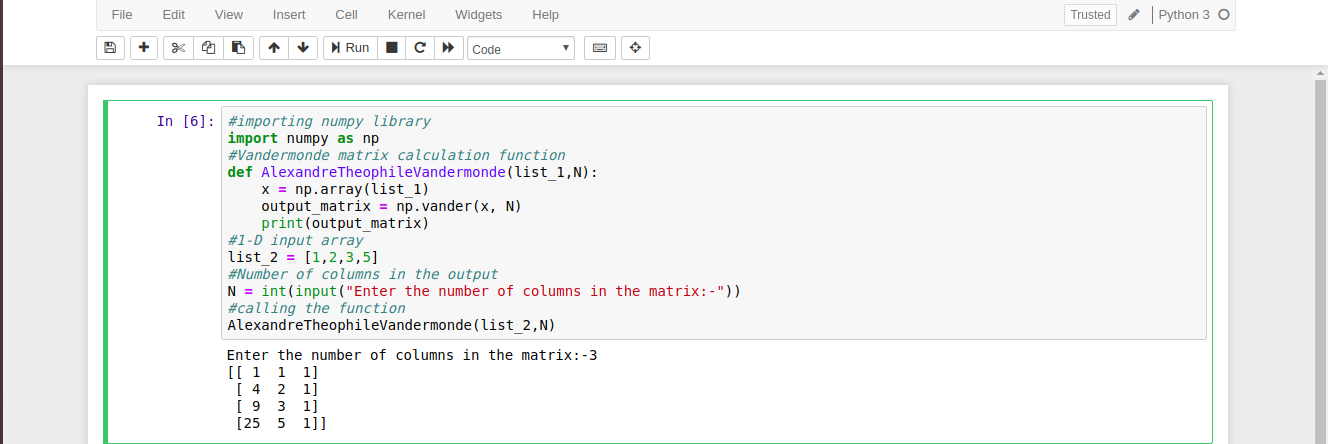 File Edit View Insert Cell Kernel Widgets Help Trusted Python 3
Run Code
In [6]: #importing numpy library
import numpy as np
#Vandermonde matrix calculation function
def AlexandreTheophileVandermonde(list_1,N):
    x = np.array(list_1)
    output_matrix = np.vander(x, N)
    print(output_matrix)
#1-D input array
list_2 = [1,2,3,5]
#Number of columns in the output
N = int(input("Enter the number of columns in the matrix:-"))
#calling the function
AlexandreTheophileVandermonde(list_2,N)
Enter the number of columns in the matrix:-3
[[ 1  1  1]
 [ 4  2  1]
 [ 9  3  1]
 [25  5  1]]